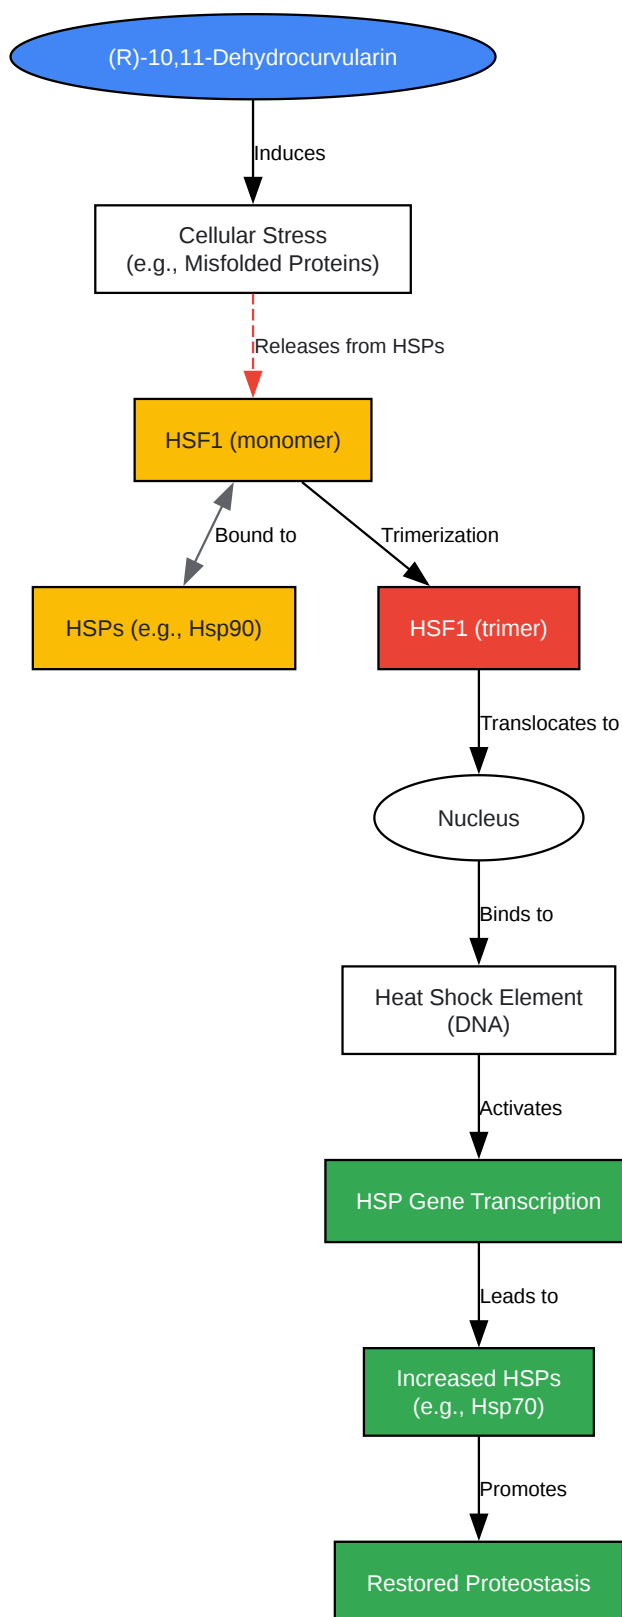 (R)-10,11-Dehydrocurvularin
Induces
Cellular Stress
(e.g., Misfolded Proteins)
Releases from HSPs
HSF1 (monomer)
Bound to
Trimerization
HSPs (e.g., Hsp90)
HSF1 (trimer)
Translocates to
Nucleus
Binds to
Heat Shock Element
(DNA)
Activates
HSP Gene Transcription
Leads to
Increased HSPs
(e.g., Hsp70)
Promotes
Restored Proteostasis